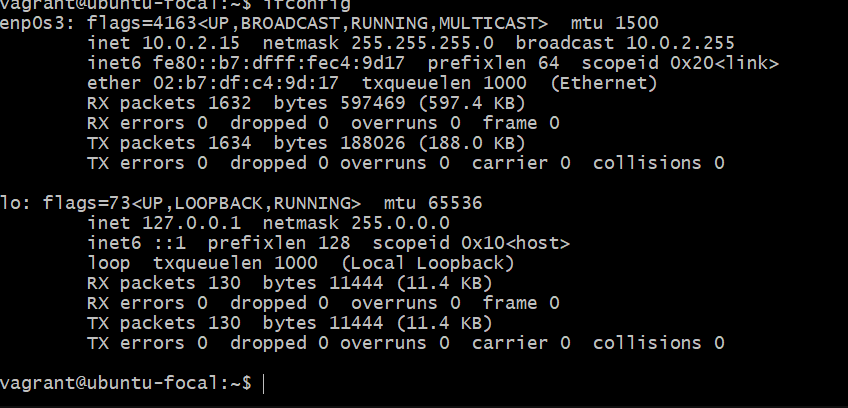 vagrant@ubuntu-focal:~$ ifconfig
enp0s3: flags=4163<UP,BROADCAST,RUNNING,MULTICAST>  mtu 1500
        inet 10.0.2.15  netmask 255.255.255.0  broadcast 10.0.2.255
        inet6 fe80::b7:dfff:fec4:9d17  prefixlen 64  scopeid 0x20<link>
        ether 02:b7:df:c4:9d:17  txqueuelen 1000  (Ethernet)
        RX packets 1632  bytes 597469 (597.4 KB)
        RX errors 0  dropped 0  overruns 0  frame 0
        TX packets 1634  bytes 188026 (188.0 KB)
        TX errors 0  dropped 0 overruns 0  carrier 0  collisions 0

lo: flags=73<UP,LOOPBACK,RUNNING>  mtu 65536
        inet 127.0.0.1  netmask 255.0.0.0
        inet6 ::1  prefixlen 128  scopeid 0x10<host>
        loop  txqueuelen 1000  (Local Loopback)
        RX packets 130  bytes 11444 (11.4 KB)
        RX errors 0  dropped 0  overruns 0  frame 0
        TX packets 130  bytes 11444 (11.4 KB)
        TX errors 0  dropped 0 overruns 0  carrier 0  collisions 0

vagrant@ubuntu-focal:~$